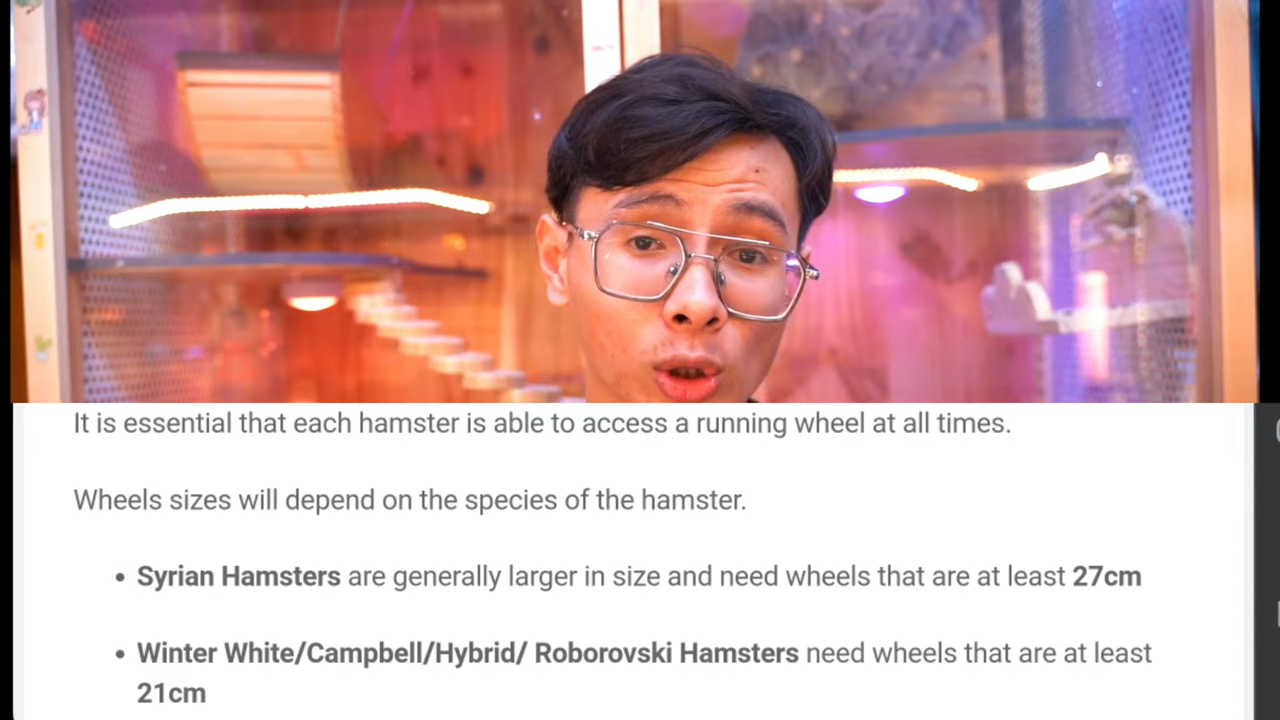 It is essential that each hamster is able to access a running wheel at all times.
Wheels sizes will depend on the species of the hamster.
• Syrian Hamsters are generally larger in size and need wheels that are at least 27cm
• Winter White/Campbell/Hybrid/ Roborovski Hamsters need wheels that are at least
21cm